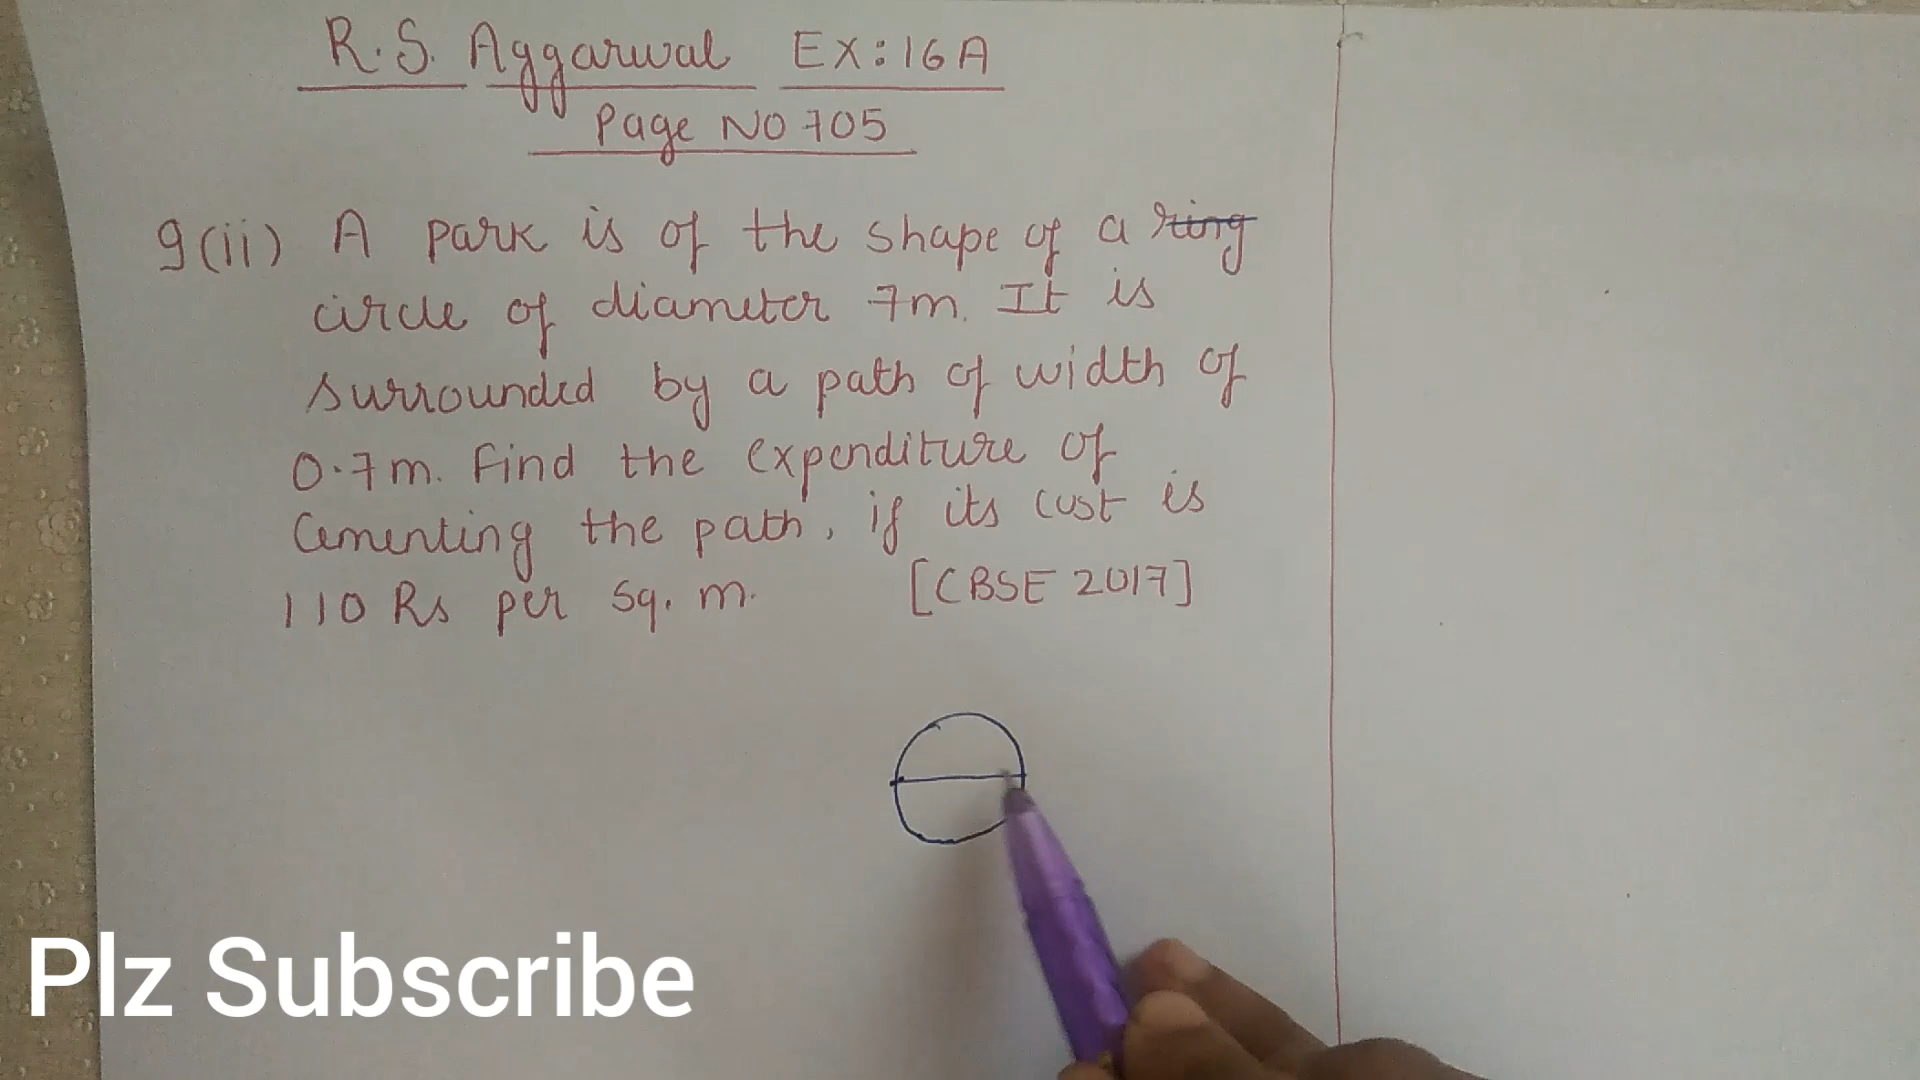 R.S. Aggarwal EX:16A
Page NO 705
9(ii) A park is of the shape of a ring
circle of diameter 7m. It is
surrounded by a path of width of
0.7m. Find the expenditure of
Cementing the path, if its cost is
110 Rs per sq. m. [CBSE 2017]
Plz Subscribe